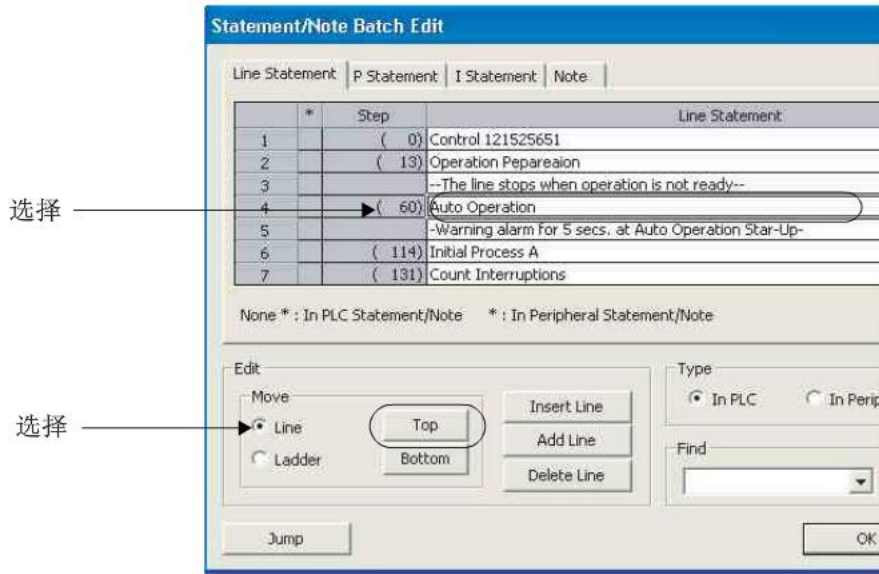 Statement/Note Batch Edit
Line Statement P Statement I Statement Note
* Step Line Statement
1 ( 0) Control 121525651
2 ( 13) Operation Pepareaion
3 --The line stops when operation is not ready--
选择 4 ( 60) Auto Operation
5 -Warning alarm for 5 secs. at Auto Operation Star-Up-
6 ( 114) Initial Process A
7 ( 131) Count Interruptions
None * : In PLC Statement/Note * : In Peripheral Statement/Note
Edit
Move
选择 Line
Ladder
Top
Bottom
Insert Line
Add Line
Delete Line
Type
In PLC
Find
Jump
OK